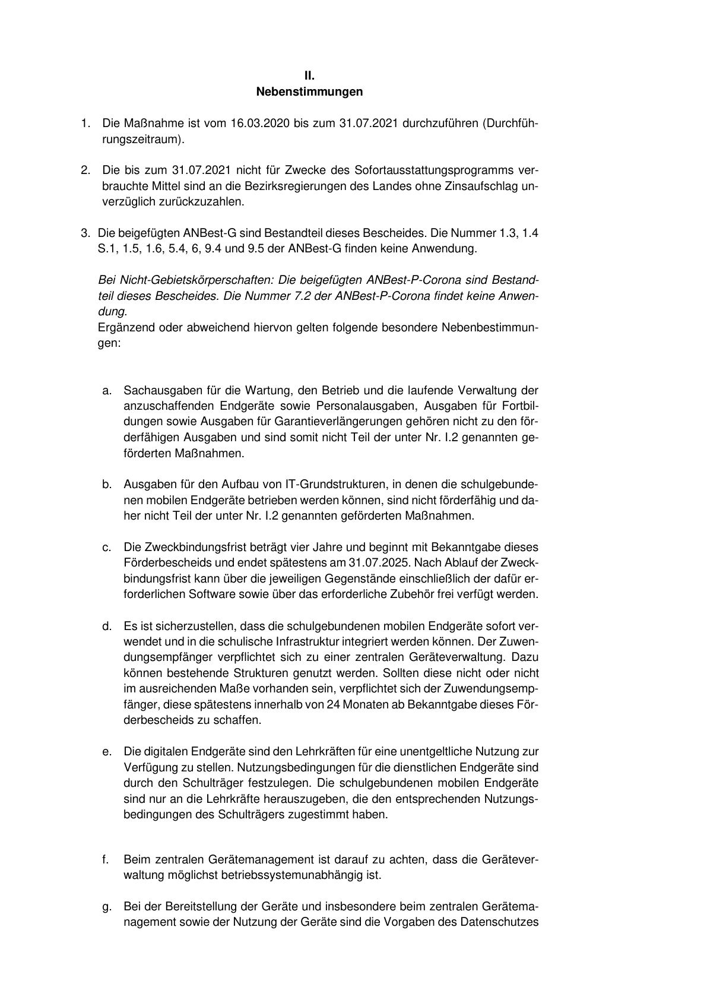 II.
Nebenstimmungen
1. Die Maßnahme ist vom 16.03.2020 bis zum 31.07.2021 durchzuführen (Durchfüh-
rungszeitraum).
2. Die bis zum 31.07.2021 nicht für Zwecke des Sofortausstattungsprogramms ver-
brauchte Mittel sind an die Bezirksregierungen des Landes ohne Zinsaufschlag un-
verzüglich zurückzuzahlen.
3. Die beigefügten ANBest-G sind Bestandteil dieses Bescheides. Die Nummer 1.3, 1.4
S.1, 1.5, 1.6, 5.4, 6, 9.4 und 9.5 der ANBest-G finden keine Anwendung.
Bei Nicht-Gebietskörperschaften: Die beigefügten ANBest-P-Corona sind Bestand-
teil dieses Bescheides. Die Nummer 7.2 der ANBest-P-Corona findet keine Anwen-
dung.
Ergänzend oder abweichend hiervon gelten folgende besondere Nebenbestimmun-
gen:
a. Sachausgaben für die Wartung, den Betrieb und die laufende Verwaltung der
anzuschaffenden Endgeräte sowie Personalausgaben, Ausgaben für Fortbil-
dungen sowie Ausgaben für Garantieverlängerungen gehören nicht zu den för-
derfähigen Ausgaben und sind somit nicht Teil der unter Nr. I.2 genannten ge-
förderten Maßnahmen.
b. Ausgaben für den Aufbau von IT-Grundstrukturen, in denen die schulgebunde-
nen mobilen Endgeräte betrieben werden können, sind nicht förderfähig und da-
her nicht Teil der unter Nr. I.2 genannten geförderten Maßnahmen.
c. Die Zweckbindungsfrist beträgt vier Jahre und beginnt mit Bekanntgabe dieses
Förderbescheids und endet spätestens am 31.07.2025. Nach Ablauf der Zweck-
bindungsfrist kann über die jeweiligen Gegenstände einschließlich der dafür er-
forderlichen Software sowie über das erforderliche Zubehör frei verfügt werden.
d. Es ist sicherzustellen, dass die schulgebundenen mobilen Endgeräte sofort ver-
wendet und in die schulische Infrastruktur integriert werden können. Der Zuwen-
dungsempfänger verpflichtet sich zu einer zentralen Geräteverwaltung. Dazu
können bestehende Strukturen genutzt werden. Sollten diese nicht oder nicht
im ausreichenden Maße vorhanden sein, verpflichtet sich der Zuwendungsemp-
fänger, diese spätestens innerhalb von 24 Monaten ab Bekanntgabe dieses För-
derbescheids zu schaffen.
e. Die digitalen Endgeräte sind den Lehrkräften für eine unentgeltliche Nutzung zur
Verfügung zu stellen. Nutzungsbedingungen für die dienstlichen Endgeräte sind
durch den Schulträger festzulegen. Die schulgebundenen mobilen Endgeräte
sind nur an die Lehrkräfte herauszugeben, die den entsprechenden Nutzungs-
bedingungen des Schulträgers zugestimmt haben.
f. Beim zentralen Gerätemanagement ist darauf zu achten, dass die Gerätever-
waltung möglichst betriebssystemunabhängig ist.
g. Bei der Bereitstellung der Geräte und insbesondere beim zentralen Gerätema-
nagement sowie der Nutzung der Geräte sind die Vorgaben des Datenschutzes